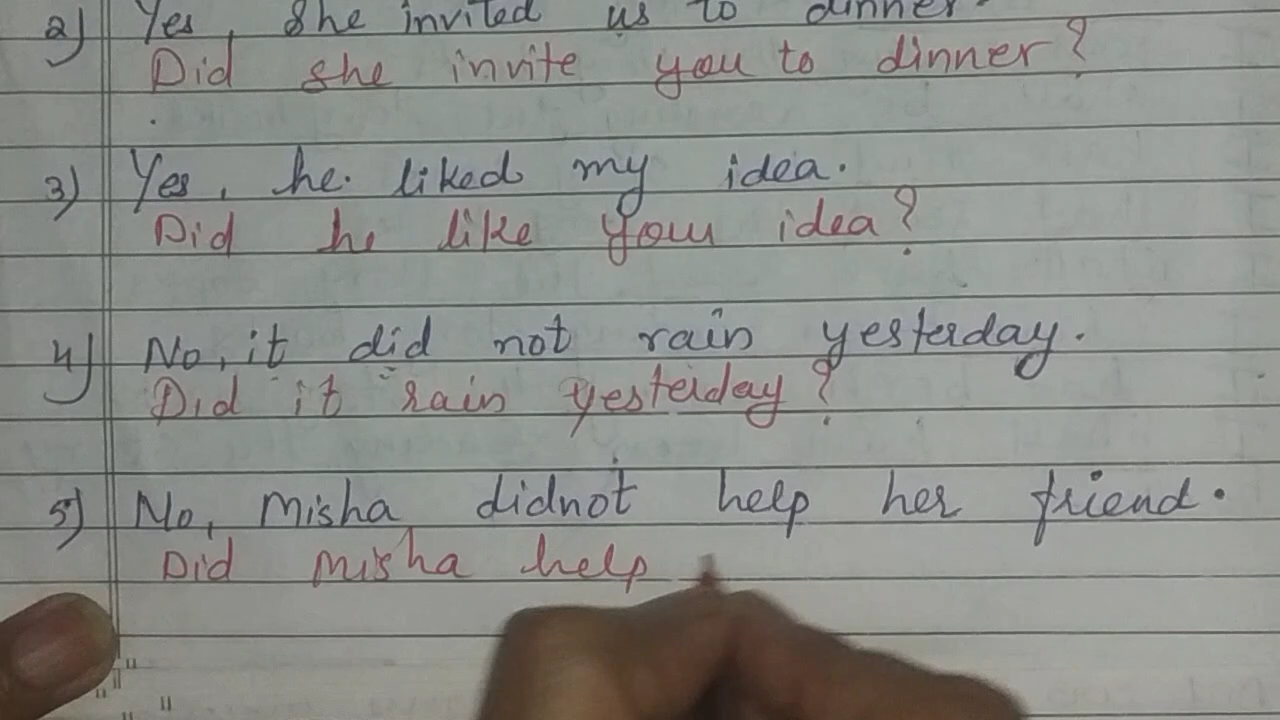 2) Yes, She invited us to dinner.
Did she invite you to dinner?
3) Yes, he. liked my idea.
Did he like your idea?
4) No, it did not rain yesterday.
Did it rain yesterday?
5) No, Misha didnot help her friend.
Did Misha help